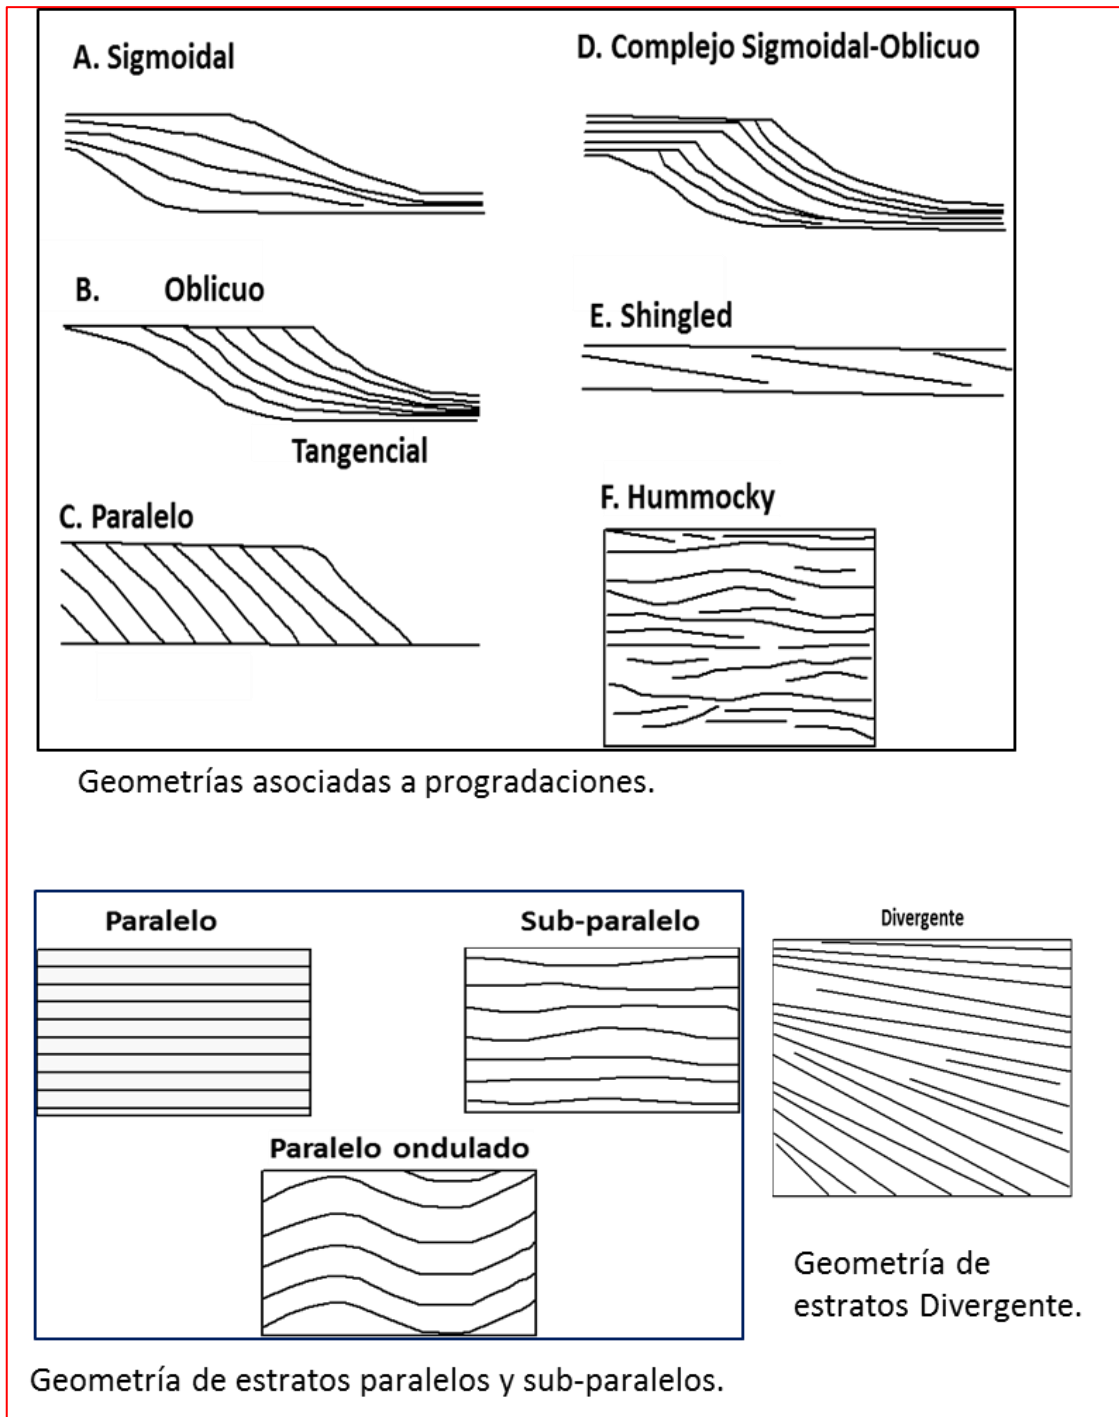 A. Sigmoidal
D. Complejo Sigmoidal-Oblicuo
B. Oblicuo
E. Shingled
Tangencial
C. Paralelo
F. Hummocky
Geometrías asociadas a progradaciones.
Paralelo
Sub-paralelo
Divergente
Paralelo ondulado
Geometría de
estratos Divergente.
Geometría de estratos paralelos y sub-paralelos.